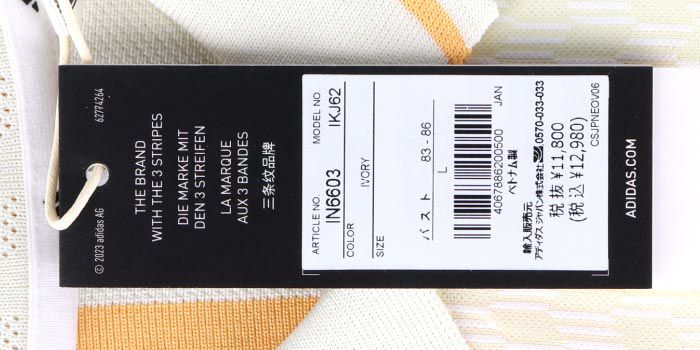 62794264
© 2023 adidas AG
THE BRAND
WITH THE 3 STRIPES
DIE MARKE MIT
DEN 3 STREIFEN
LA MARQUE
AUX 3 BANDES
三条纹品牌
ARTICLE NO.
IN6603
MODEL NO
IKJ62
COLOR
IVORY
SIZE
バスト 83 - 86
L
JAN
4067886200500
ベトナム製
輸入販売元
アディダス ジャパン株式会社 0570-033-033
税抜 ¥11,800
(税込 ¥12,980)
CSJPNEOV06
ADIDAS.COM